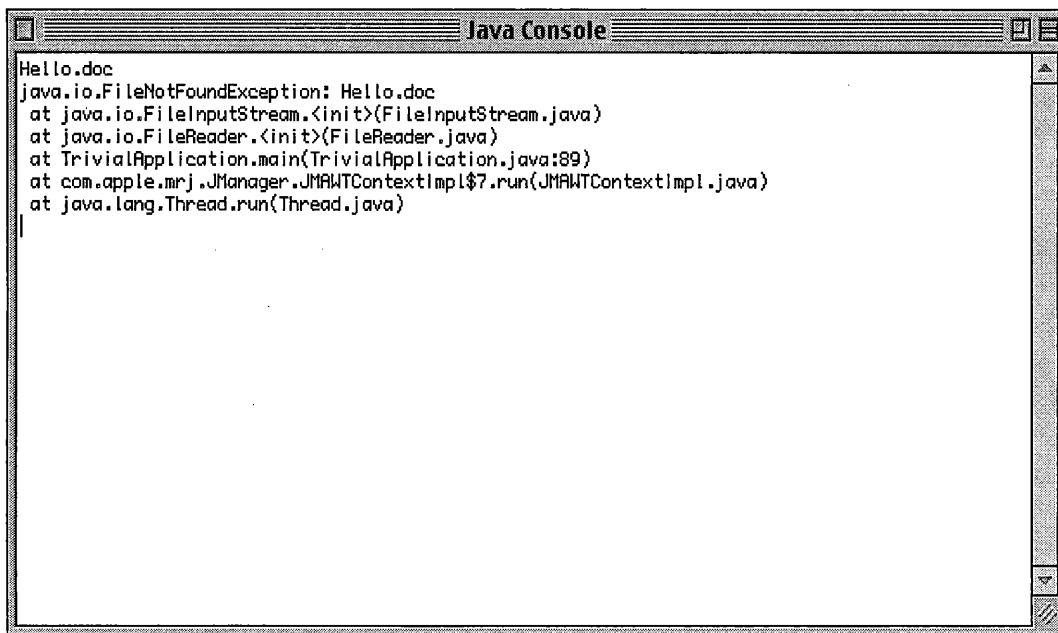 Java Console
Hello.doc
java.io.FileNotFoundException: Hello.doc
at java.io.FileInputStream.<init>(FileInputStream.java)
at java.io.FileReader.<init>(FileReader.java)
at TrivialApplication.main(TrivialApplication.java:89)
at com.apple.mrj.JManager.JMAWTContextImpl$7.run(JMAWTContextImpl.java)
at java.lang.Thread.run(Thread.java)